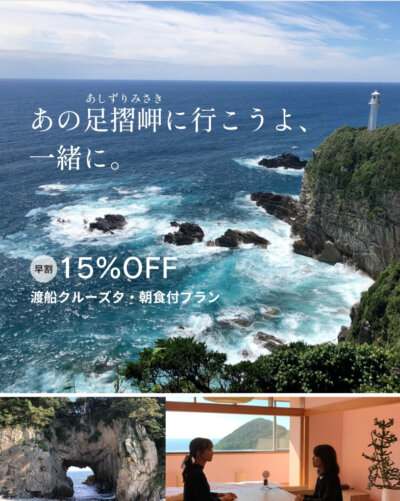 あしずりみさき
あの足摺岬に行こうよ、
一緒に。
早割
15%OFF
渡船クルーズタ・朝食付プラン